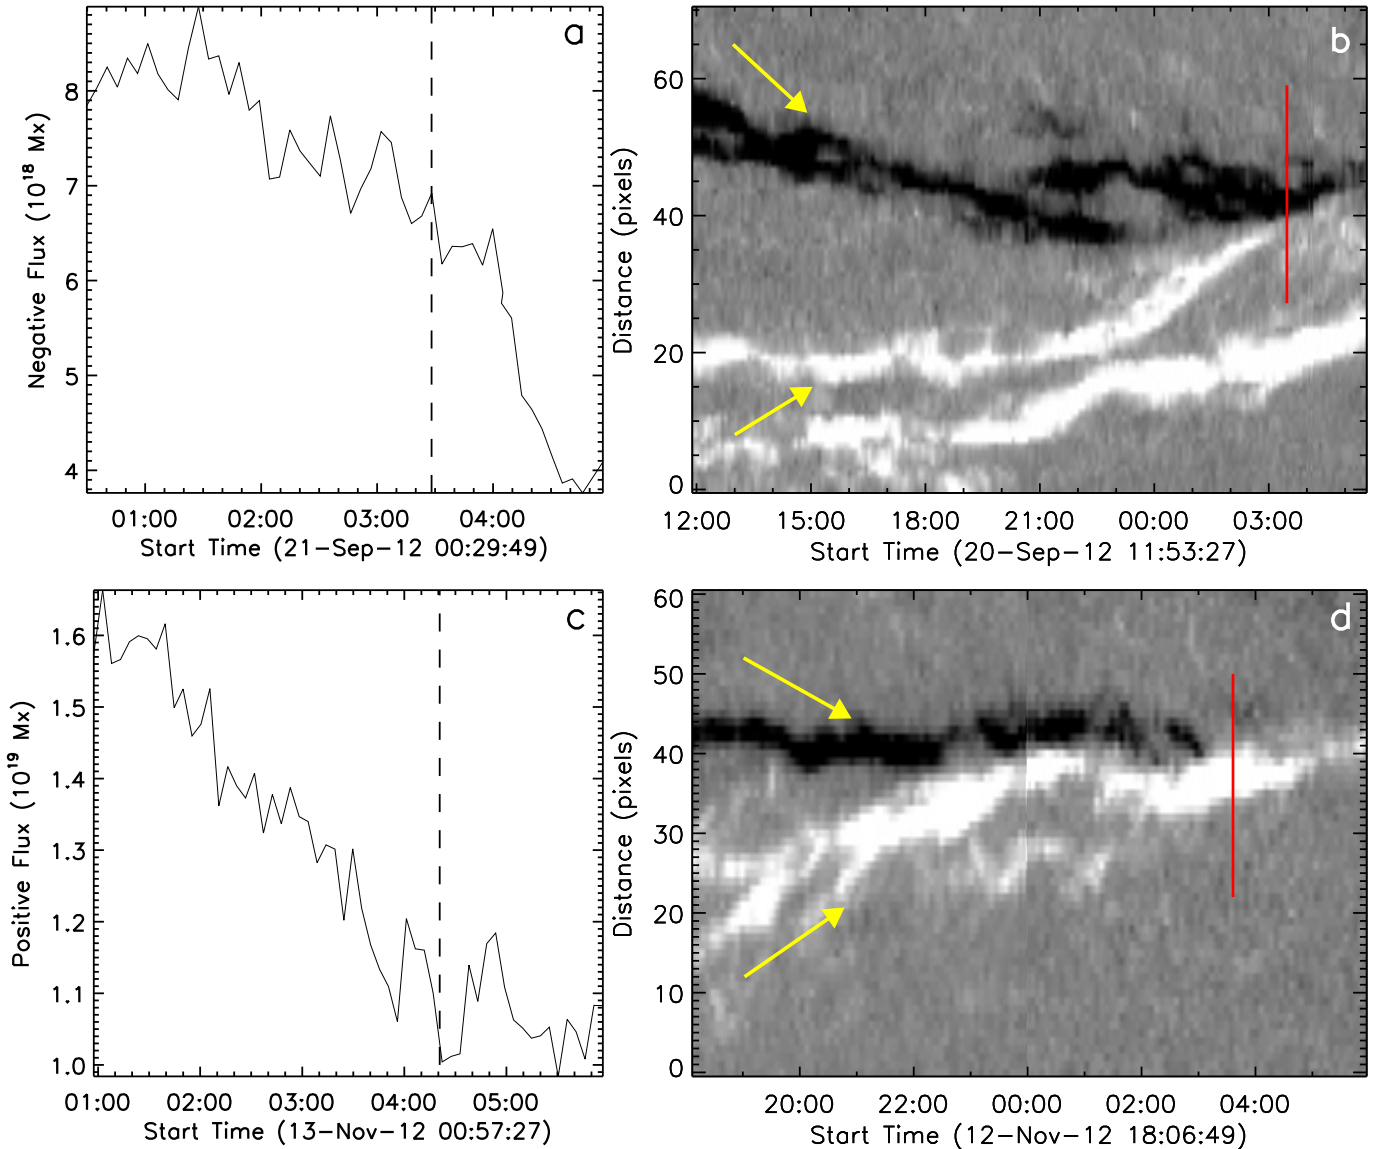 a
8
7
6
5
4
Negative Flux (10^18 Mx)
01:00 02:00 03:00 04:00
Start Time (21-Sep-12 00:29:49)
b
60
40
20
0
Distance (pixels)
12:00 15:00 18:00 21:00 00:00 03:00
Start Time (20-Sep-12 11:53:27)
c
1.6
1.5
1.4
1.3
1.2
1.1
1.0
Positive Flux (10^19 Mx)
01:00 02:00 03:00 04:00 05:00
Start Time (13-Nov-12 00:57:27)
d
60
50
40
30
20
10
0
Distance (pixels)
20:00 22:00 00:00 02:00 04:00
Start Time (12-Nov-12 18:06:49)